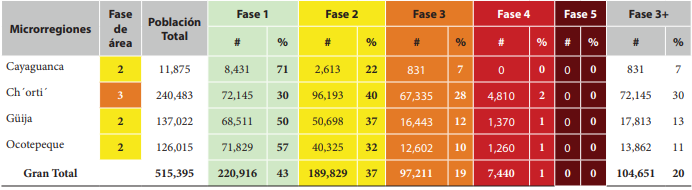 Microrregiones Fase de área Población Total Fase 1 Fase 2 Fase 3 Fase 4 Fase 5 Fase 3+
# % # % # % # % # % # %
Cayaguanca 2 11,875 8,431 71 2,613 22 831 7 0 0 0 0 831 7
Ch´orti´ 3 240,483 72,145 30 96,193 40 67,335 28 4,810 2 0 0 72,145 30
Güija 2 137,022 68,511 50 50,698 37 16,443 12 1,370 1 0 0 17,813 13
Ocotepeque 2 126,015 71,829 57 40,325 32 12,602 10 1,260 1 0 0 13,862 11
Gran Total 515,395 220,916 43 189,829 37 97,211 19 7,440 1 0 0 104,651 20